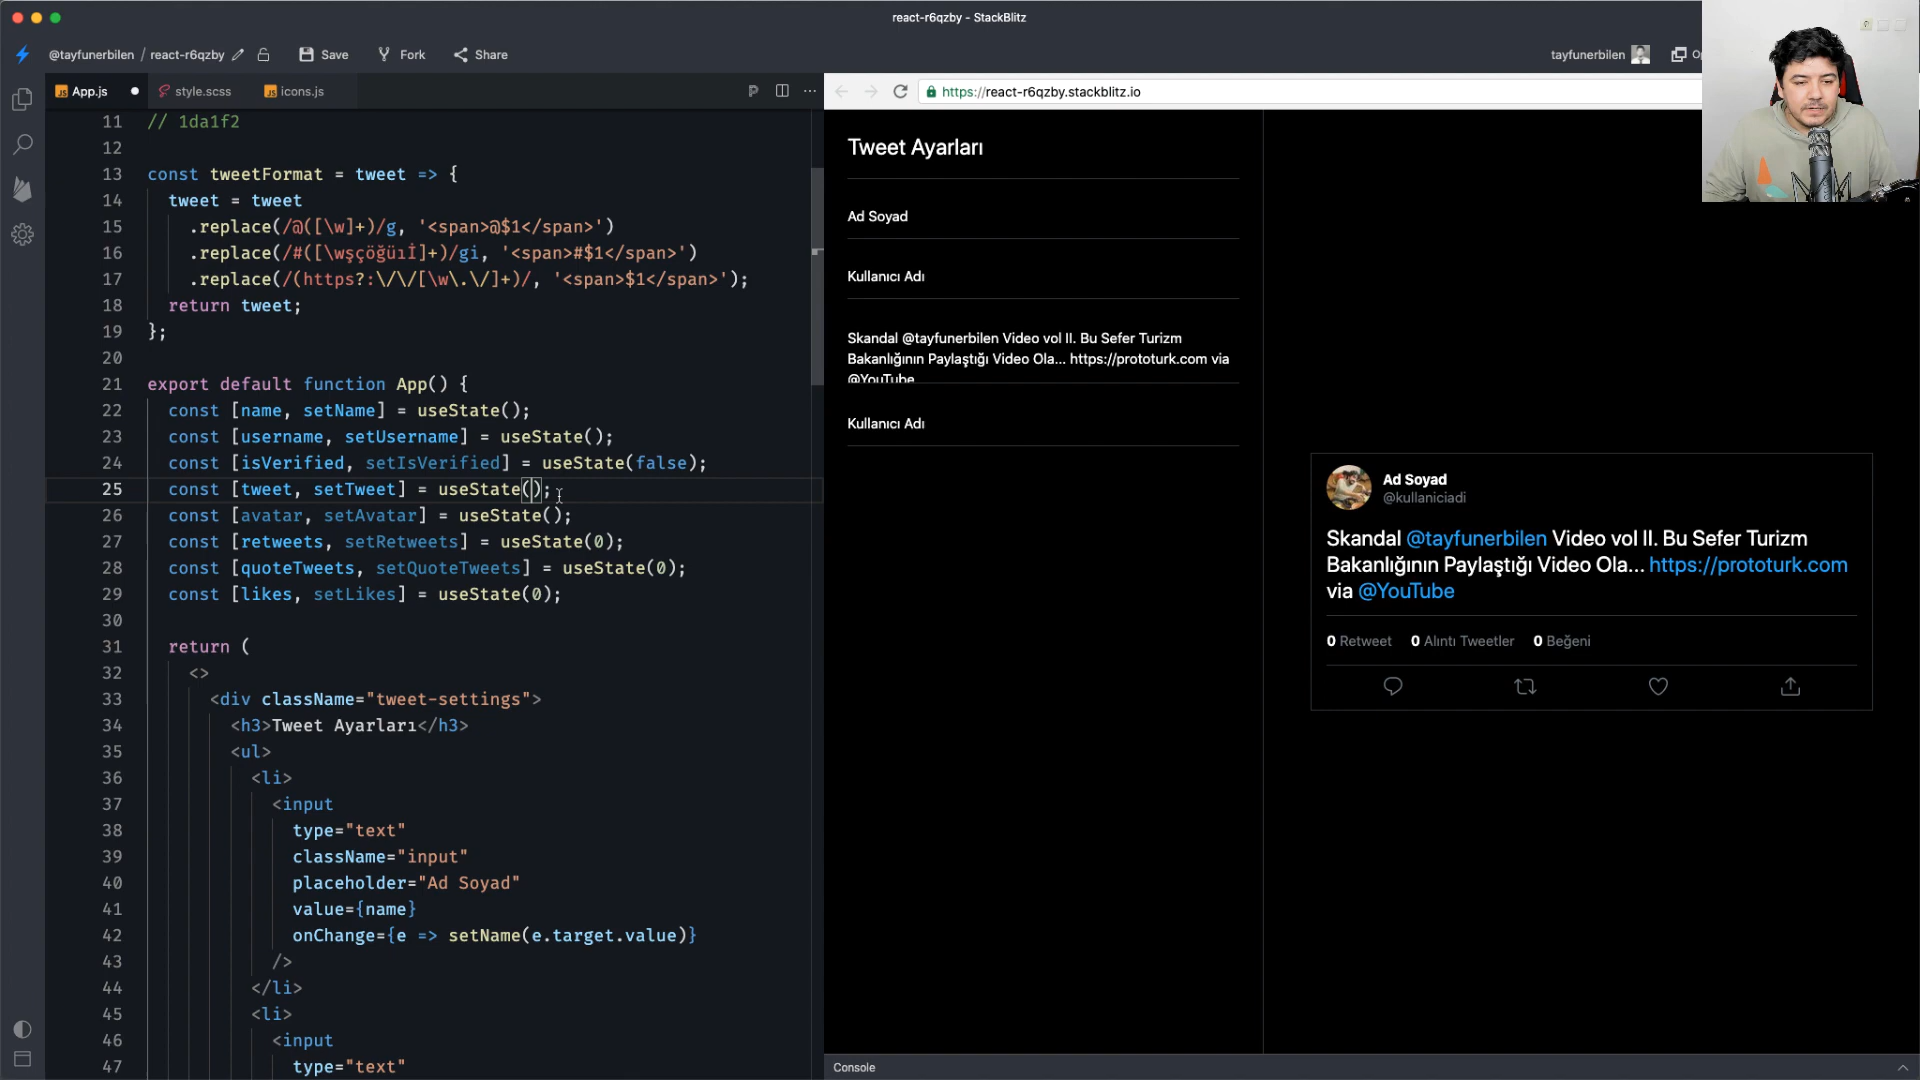 react-r6qzby - StackBlitz
@tayfunerbilen / react-r6qzby
Save
Fork
Share
tayfunerbilen
App.js
style.scss
icons.js
https://react-r6qzby.stackblitz.io
11 // 1da1f2
12
13 const tweetFormat = tweet => {
14 tweet = tweet
15 .replace(/@([\w]+)/g, '<span>@$1</span>')
16 .replace(/#([\wşçöğüıİ]+)/gi, '<span>#$1</span>')
17 .replace(/(https?:\/\/[\w\.\/]+)/, '<span>$1</span>');
18 return tweet;
19 };
20
21 export default function App() {
22 const [name, setName] = useState();
23 const [username, setUsername] = useState();
24 const [isVerified, setIsVerified] = useState(false);
25 const [tweet, setTweet] = useState();
26 const [avatar, setAvatar] = useState();
27 const [retweets, setRetweets] = useState(0);
28 const [quoteTweets, setQuoteTweets] = useState(0);
29 const [likes, setLikes] = useState(0);
30
31 return (
32 <>
33 <div className="tweet-settings">
34 <h3>Tweet Ayarları</h3>
35 <ul>
36 <li>
37 <input
38 type="text"
39 className="input"
40 placeholder="Ad Soyad"
41 value={name}
42 onChange={e => setName(e.target.value)}
43 />
44 </li>
45 <li>
46 <input
47 type="text"
Tweet Ayarları
Ad Soyad
Kullanıcı Adı
Skandal @tayfunerbilen Video vol II. Bu Sefer Turizm
Bakanlığının Paylaştığı Video Ola... https://prototurk.com via
@YouTube
Kullanıcı Adı
Ad Soyad
@kullaniciadi
Skandal @tayfunerbilen Video vol II. Bu Sefer Turizm
Bakanlığının Paylaştığı Video Ola... https://prototurk.com
via @YouTube
0 Retweet 0 Alıntı Tweetler 0 Beğeni
Console